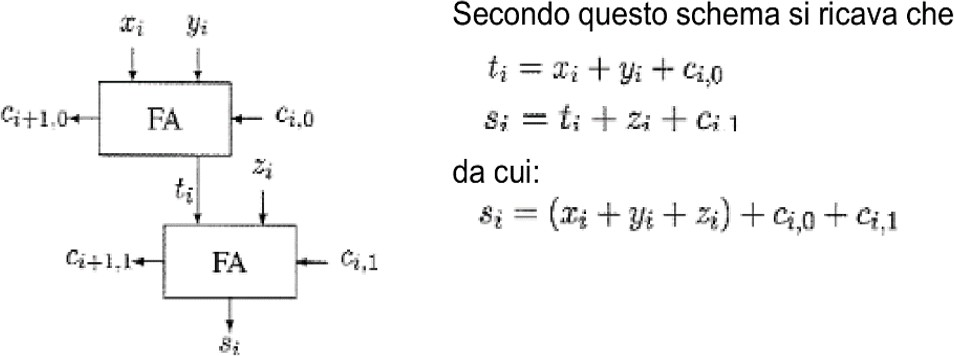 x_i y_i
c_{i+1,0} FA c_{i,0}
t_i z_i
c_{i+1,1} FA c_{i,1}
s_i
Secondo questo schema si ricava che
t_i = x_i + y_i + c_{i,0}
s_i = t_i + z_i + c_{i,1}
da cui:
s_i = (x_i + y_i + z_i) + c_{i,0} + c_{i,1}